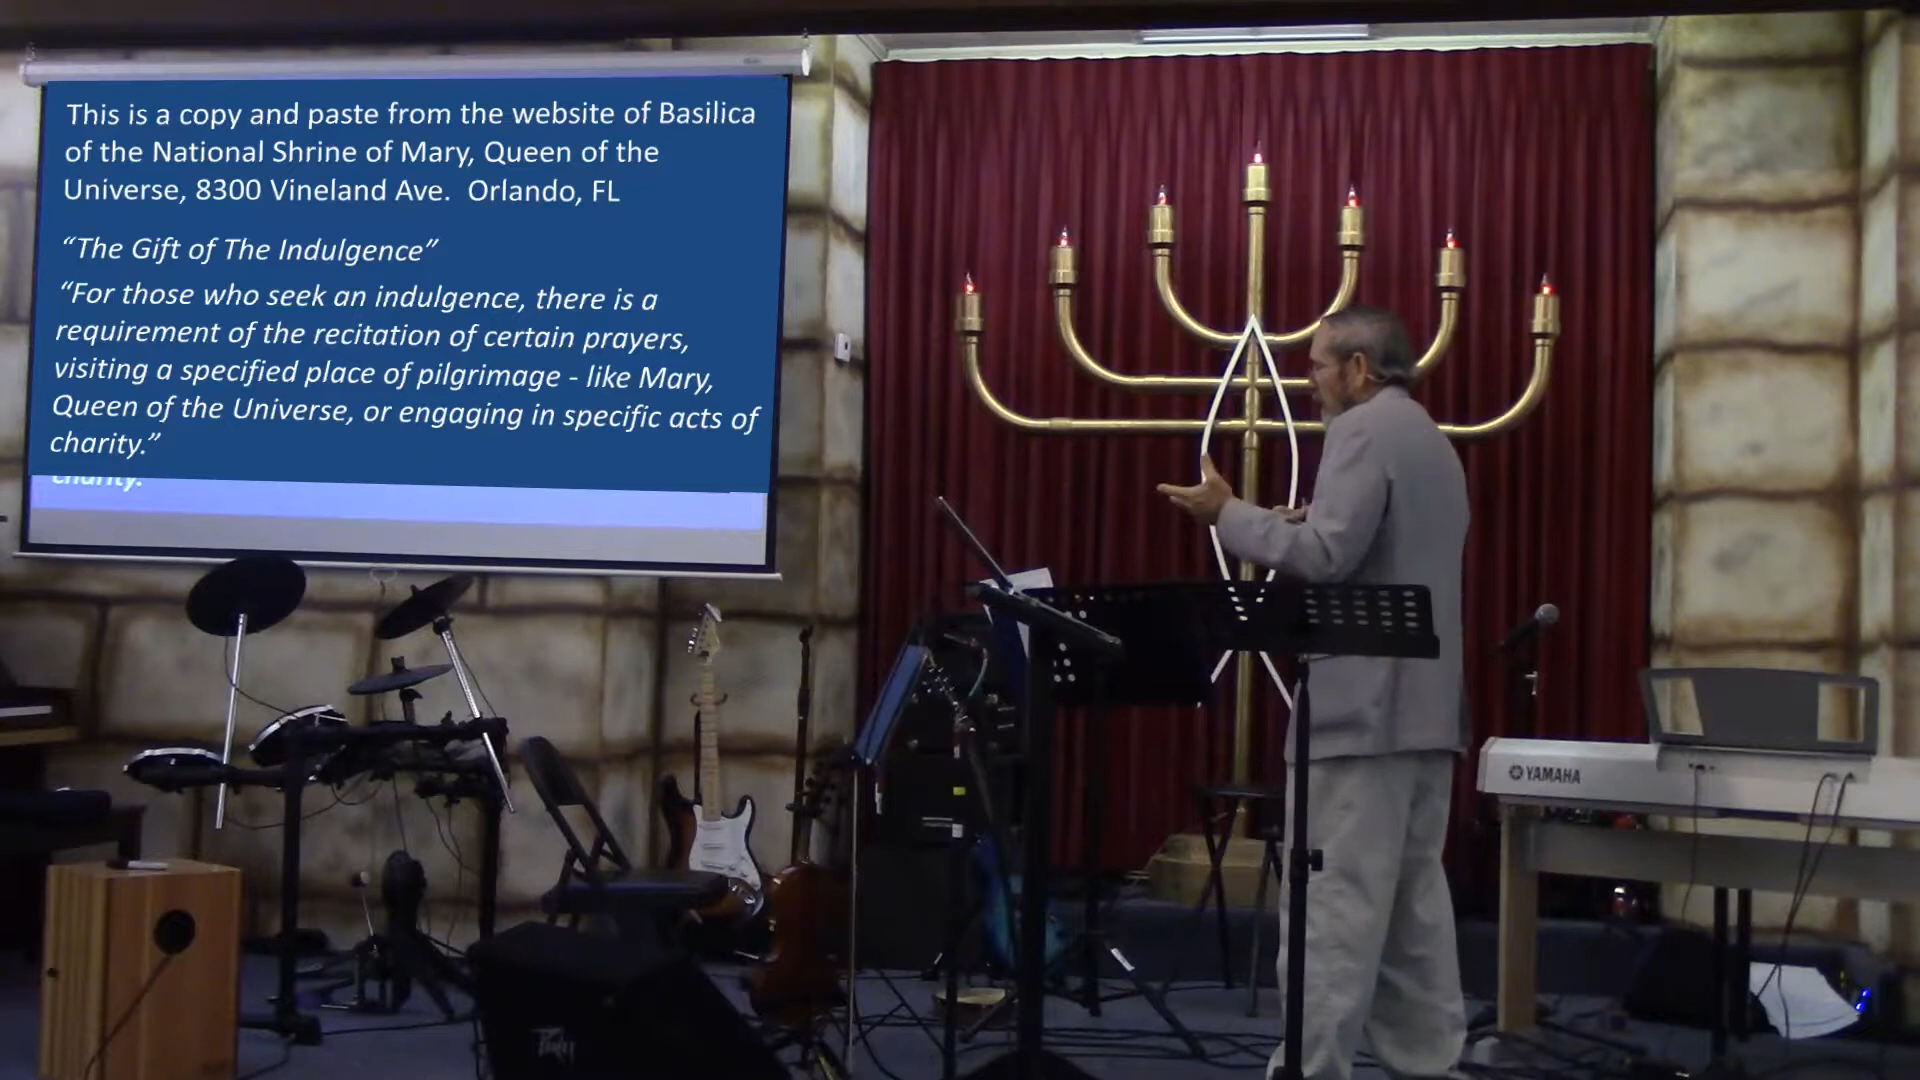 This is a copy and paste from the website of Basilica
of the National Shrine of Mary, Queen of the
Universe, 8300 Vineland Ave.  Orlando, FL
“The Gift of The Indulgence”
“For those who seek an indulgence, there is a
requirement of the recitation of certain prayers,
visiting a specified place of pilgrimage - like Mary,
Queen of the Universe, or engaging in specific acts of
charity.”
charity.
YAMAHA